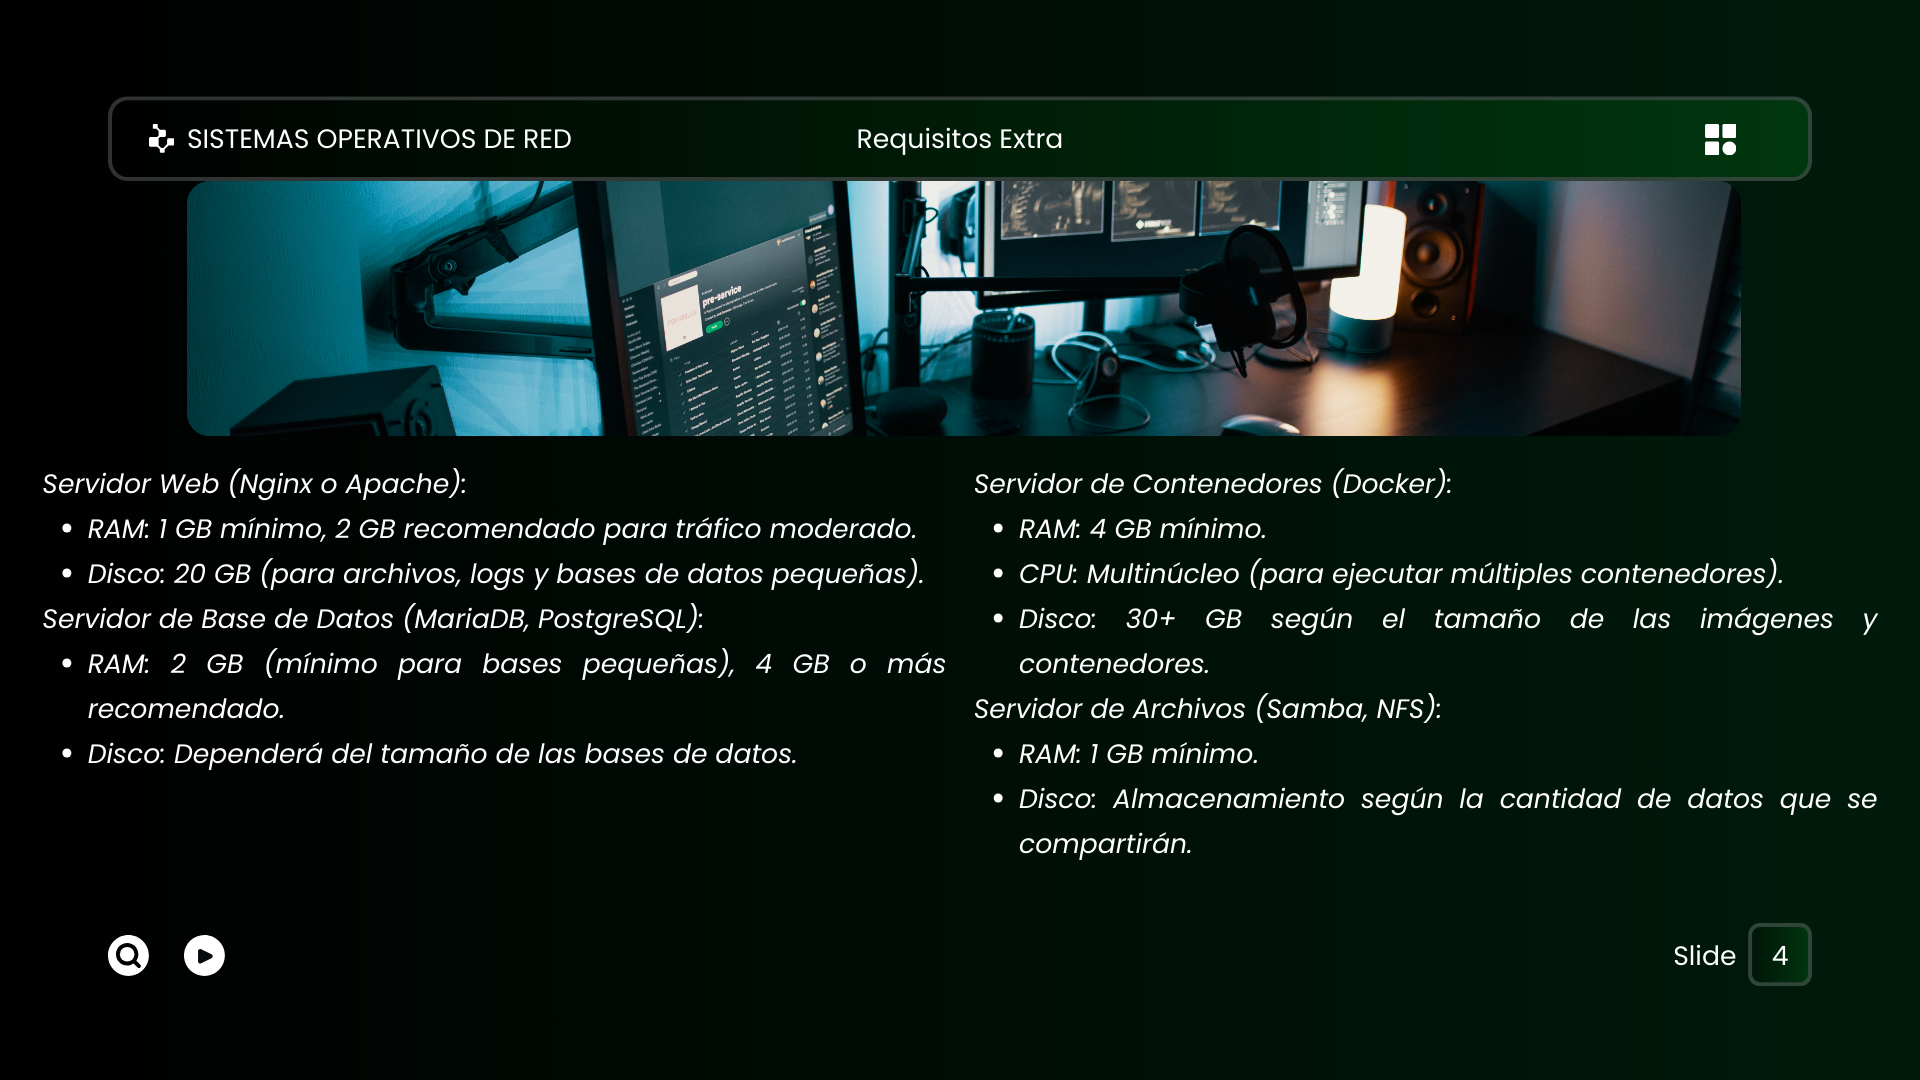 SISTEMAS OPERATIVOS DE RED
Requisitos Extra
pre-service
Servidor Web (Nginx o Apache):
• RAM: 1 GB mínimo, 2 GB recomendado para tráfico moderado.
• Disco: 20 GB (para archivos, logs y bases de datos pequeñas).
Servidor de Base de Datos (MariaDB, PostgreSQL):
• RAM: 2 GB (mínimo para bases pequeñas), 4 GB o más
recomendado.
• Disco: Dependerá del tamaño de las bases de datos.
Servidor de Contenedores (Docker):
• RAM: 4 GB mínimo.
• CPU: Multinúcleo (para ejecutar múltiples contenedores).
• Disco: 30+ GB según el tamaño de las imágenes y
contenedores.
Servidor de Archivos (Samba, NFS):
• RAM: 1 GB mínimo.
• Disco: Almacenamiento según la cantidad de datos que se
compartirán.
Slide 4